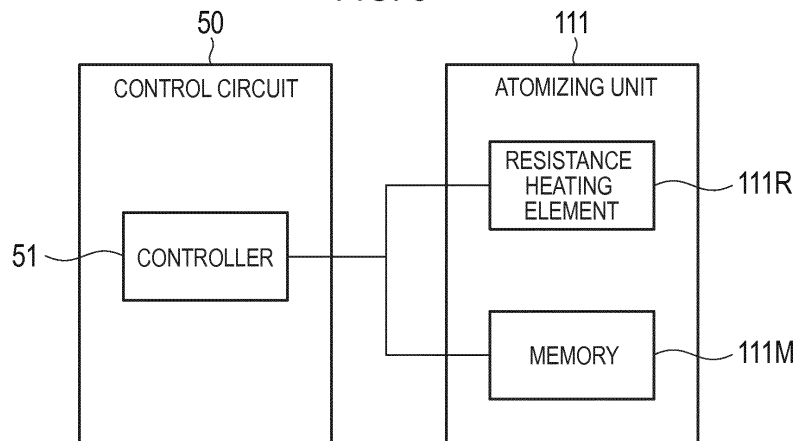 50
111
CONTROL CIRCUIT
ATOMIZING UNIT
RESISTANCE
HEATING
ELEMENT
111R
51
CONTROLLER
MEMORY
111M